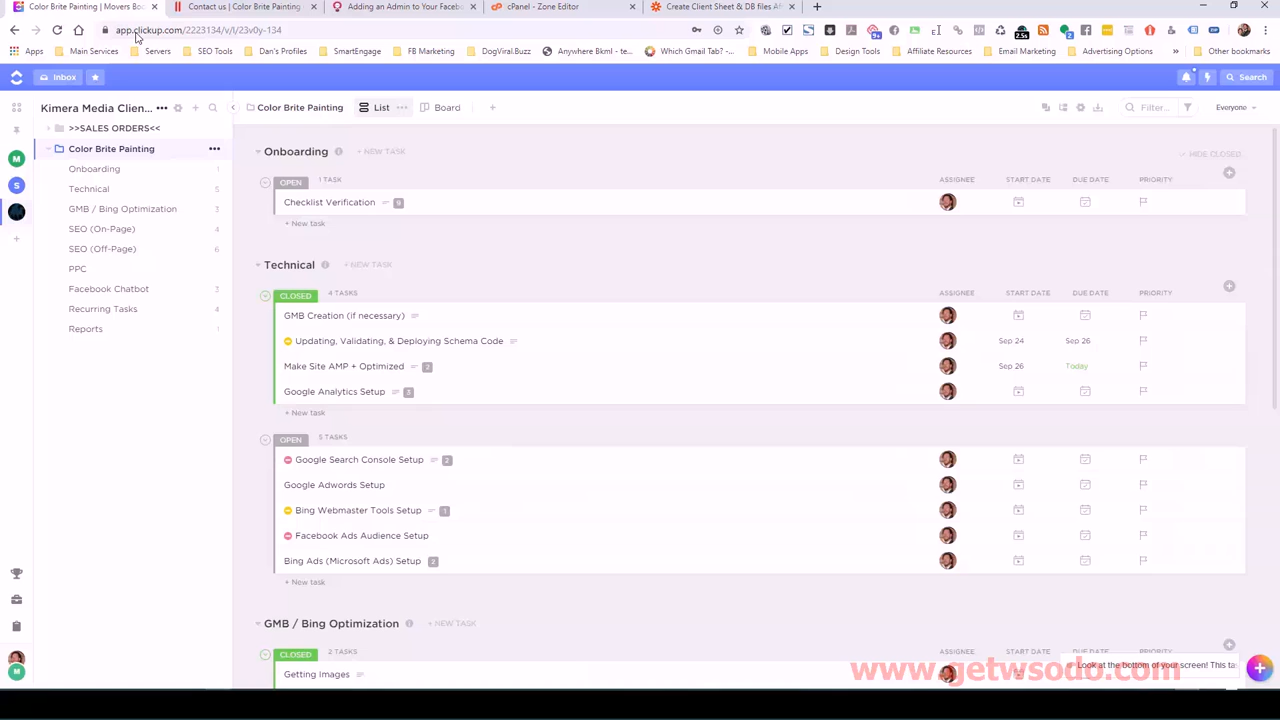 Color Brite Painting | Movers Boo
Contact us | Color Brite Painting
Adding an Admin to Your Faceboo
cPanel - Zone Editor
Create Client Sheet & DB files Af
app.clickup.com/2223134/v/l/23v0y-134
Apps
Main Services
Servers
SEO Tools
Dan's Profiles
SmartEngage
FB Marketing
DogViral.Buzz
Anywhere Bkml - te...
Which Gmail Tab? -...
Mobile Apps
Design Tools
Affiliate Resources
Email Marketing
Advertising Options
Other bookmarks
Inbox
Search
Kimera Media Clien...
Color Brite Painting
List
Board
Filter...
Everyone
>>SALES ORDERS<<
Color Brite Painting
Onboarding 1
Technical 5
GMB / Bing Optimization 3
SEO (On-Page) 4
SEO (Off-Page) 6
PPC
Facebook Chatbot 7
Recurring Tasks 4
Reports 1
Onboarding + NEW TASK
HIDE CLOSED
OPEN 1 TASK ASSIGNEE START DATE DUE DATE PRIORITY
Checklist Verification 9
+ New task
Technical + NEW TASK
CLOSED 4 TASKS ASSIGNEE START DATE DUE DATE PRIORITY
GMB Creation (if necessary)
Updating, Validating, & Deploying Schema Code Sep 24 Sep 26
Make Site AMP + Optimized 2 Sep 26 Today
Google Analytics Setup 3
+ New task
OPEN 5 TASKS
Google Search Console Setup 2
Google Adwords Setup
Bing Webmaster Tools Setup 1
Facebook Ads Audience Setup
Bing Ads (Microsoft Ads) Setup 2
+ New task
GMB / Bing Optimization + NEW TASK
CLOSED 2 TASKS ASSIGNEE START DATE DUE DATE PRIORITY
Getting Images
Look at the bottom of your screen! This ta
www.getwsodo.com